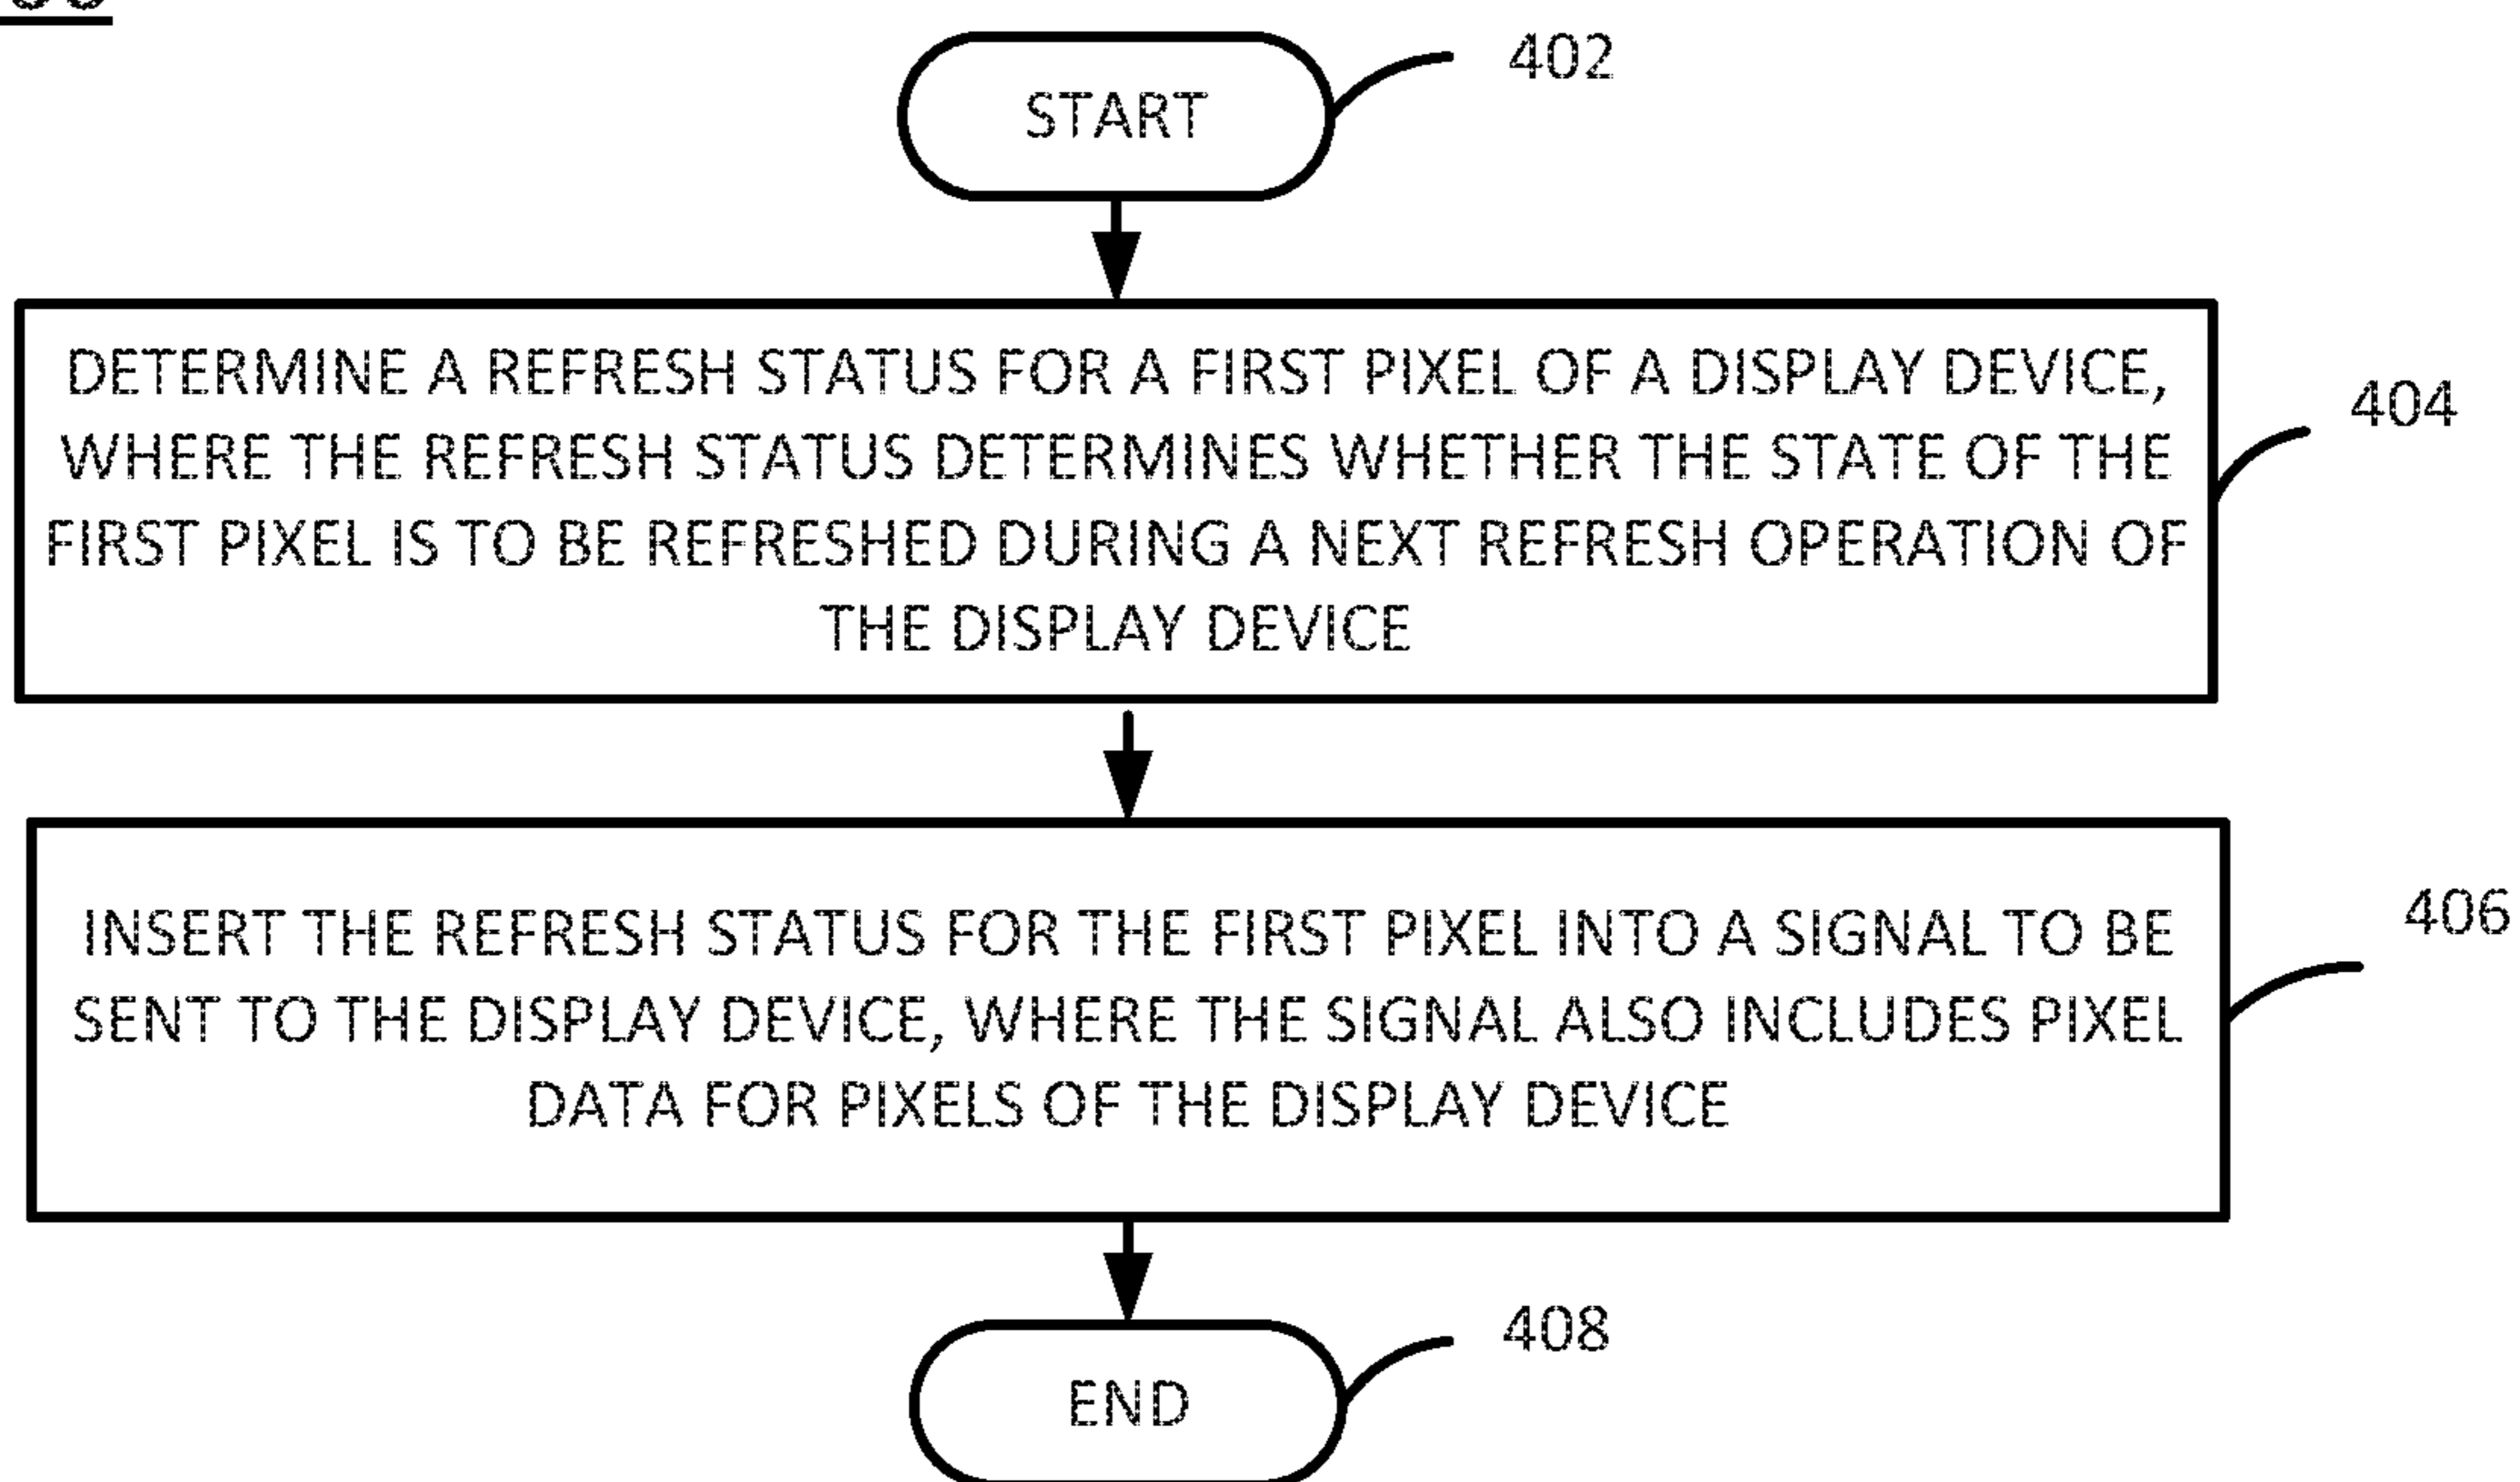 402
START
DETERMINE A REFRESH STATUS FOR A FIRST PIXEL OF A DISPLAY DEVICE,
WHERE THE REFRESH STATUS DETERMINES WHETHER THE STATE OF THE
FIRST PIXEL IS TO BE REFRESHED DURING A NEXT REFRESH OPERATION OF
THE DISPLAY DEVICE
404
INSERT THE REFRESH STATUS FOR THE FIRST PIXEL INTO A SIGNAL TO BE
SENT TO THE DISPLAY DEVICE, WHERE THE SIGNAL ALSO INCLUDES PIXEL
DATA FOR PIXELS OF THE DISPLAY DEVICE
406
408
END